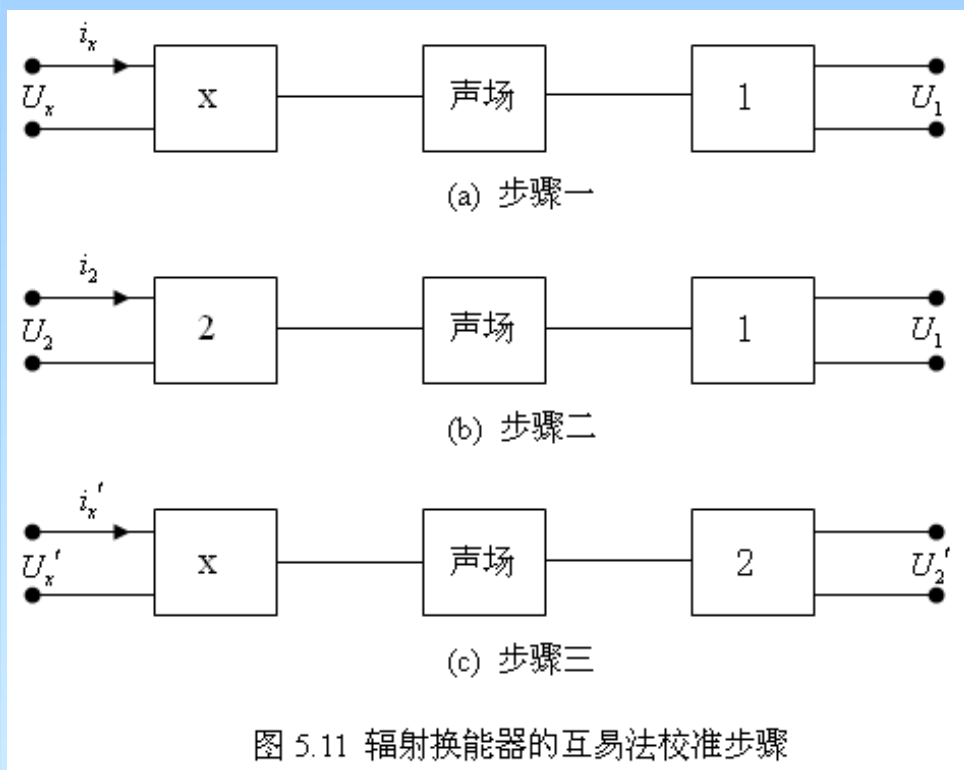 iₓ
Uₓ
x
声场
1
U₁
(a) 步骤一
i₂
U₂
2
声场
1
U₁
(b) 步骤二
iₓ'
Uₓ'
x
声场
2
U₂'
(c) 步骤三
图 5.11 辐射换能器的互易法校准步骤